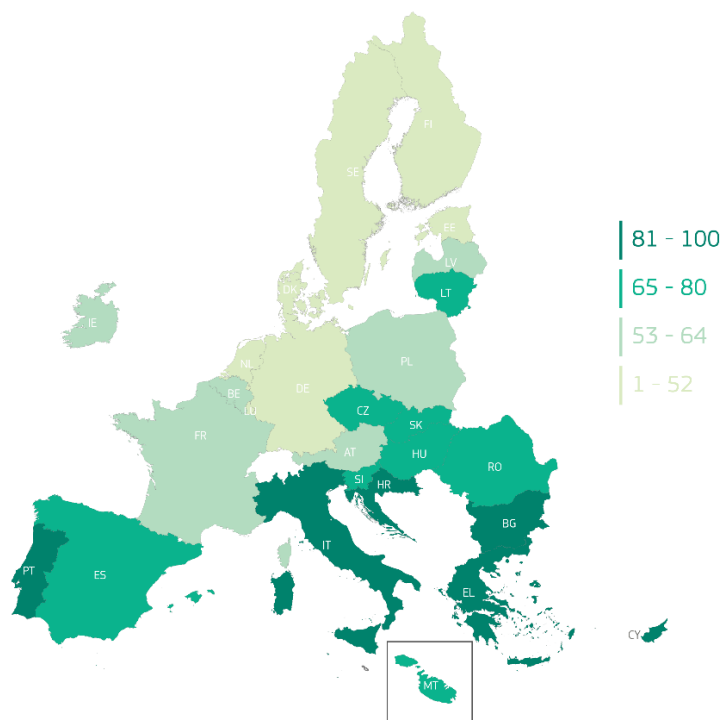 FI
SE
EE
LV
LT
DK
IE
NL
PL
BE
DE
LU
CZ
FR
SK
AT
HU
RO
SI
HR
BG
IT
PT
ES
EL
CY
MT
81 - 100
65 - 80
53 - 64
1 - 52